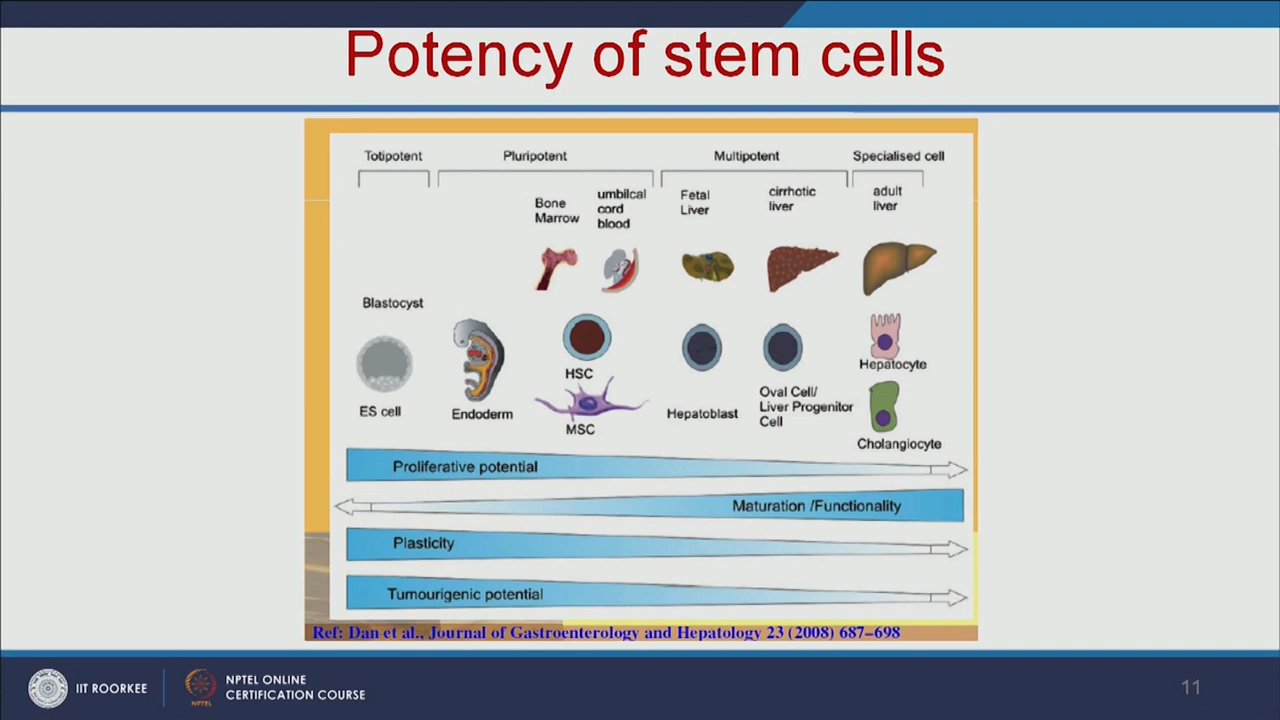 Potency of stem cells
Totipotent
Pluripotent
Multipotent
Specialised cell
Bone
Marrow
umbilcal
cord
blood
Fetal
Liver
cirrhotic
liver
adult
liver
Blastocyst
ES cell
Endoderm
HSC
MSC
Hepatoblast
Oval Cell/
Liver Progenitor
Cell
Hepatocyte
Cholangiocyte
Proliferative potential
Maturation /Functionality
Plasticity
Tumourigenic potential
Ref: Dan et al., Journal of Gastroenterology and Hepatology 23 (2008) 687–698
IIT ROORKEE
NPTEL
NPTEL ONLINE
CERTIFICATION COURSE
11